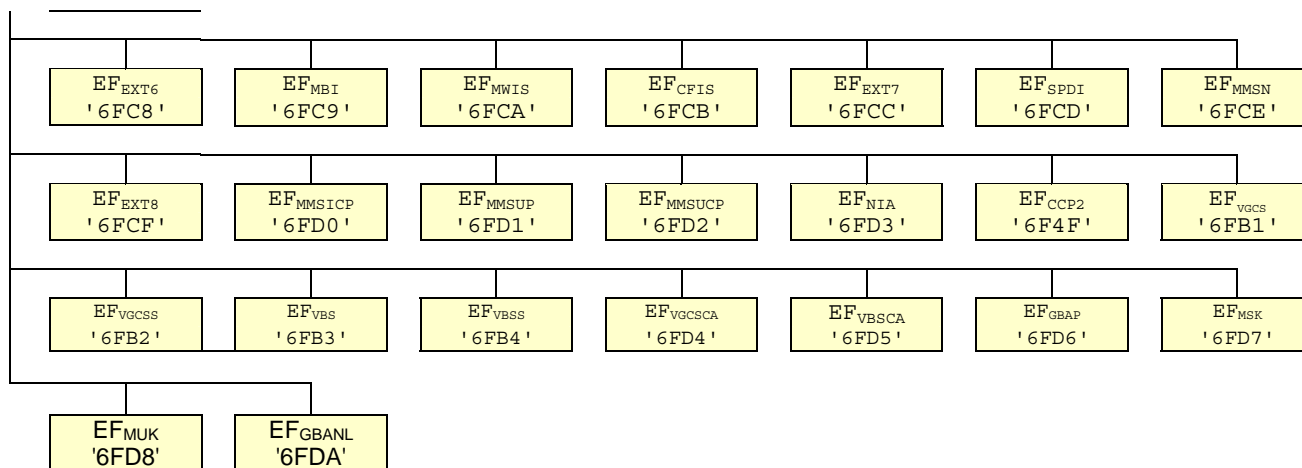 EFEXT6 EFMBI EFMWIS EFCFIS EFEXT7 EFSPDI EFMMSN
'6FC8' '6FC9' '6FCA' '6FCB' '6FCC' '6FCD' '6FCE'
EFEXT8 EFMMSICP EFMMSUP EFMMSUCP EFNIA EFCCP2 EFVGCS
'6FCF' '6FD0' '6FD1' '6FD2' '6FD3' '6F4F' '6FB1'
EFVGCSS EFVBS EFVBSS EFVGCSCA EFVBSCA EFGBAP EFMSK
'6FB2' '6FB3' '6FB4' '6FD4' '6FD5' '6FD6' '6FD7'
EFMUK EFGBANL
'6FD8' '6FDA'